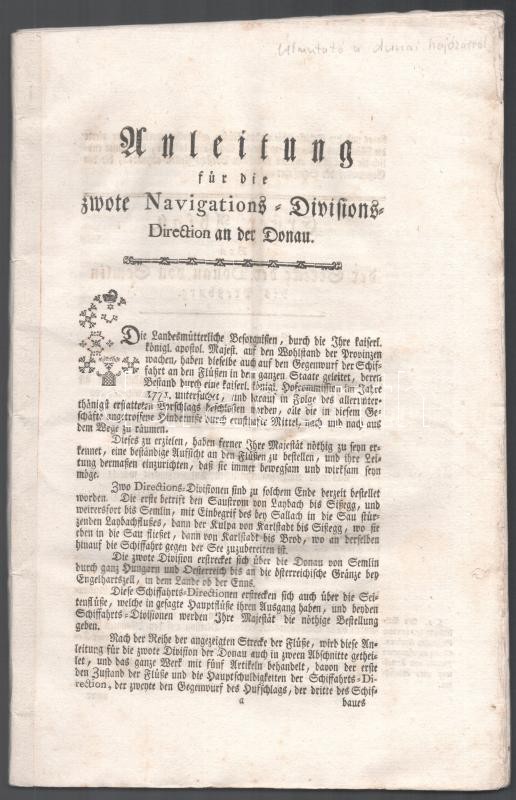 Útmutató a dunai hajózásról
Anleitung
für die
zwote Navigations-Divisions-
Direction an der Donau.
Die Landesmütterliche Besorgnissen, durch die Ihre kaiserl.
königl. apostol. Majest. auf den Wohlstand der Provinzen
wachen, haben dieselbe auch auf den Gegenwurf der Schif-
fahrt an den Flüßen in dem ganzen Staate geleitet, deren
Bestand durch eine kaiserl. königl. Hofcommission im Jahre
1771. untersuchet, und darauf in Folge des allerunter-
thänigst erstatteten Vorschlags beschlossen worden, alle die in diesem Ge-
schäfte angetroffene Hindernisse durch ernsthafte Mittel, nach und nach aus
dem Wege zu räumen.
Dieses zu erzielen, haben ferner Ihre Majestät nöthig zu seyn er-
kennet, eine beständige Aufsicht an den Flüßen zu bestellen, und ihre Lei-
tung dermaßen einzurichten, daß sie immer bewegsam und wirksam seyn
möge.
Zwo Directions-Divisionen sind zu solchem Ende derzeit bestellet
worden. Die erste betrift den Saustrom von Laybach bis Sißegg, und
weitersfort bis Semlin, mit Einbegrif des bey Sallach in die Sau stür-
zenden Laybachflußes, dann der Kulpa von Karlstadt bis Sißegg, wo sie
eben in die Sau fließet, dann von Karlstadt bis Brod, wo an derselben
hinauf die Schiffahrt gegen der See zuzubereiten ist.
Die zwote Division erstrecket sich über die Donau von Semlin
durch ganz Hungarn und Oesterreich bis an die österreichische Gränze bey
Engelhartszell, in dem Lande ob der Enns.
Diese Schiffahrts-Directionen erstrecken sich auch über die Sei-
tenflüße, welche in gesagte Hauptflüße ihren Ausgang haben, und beyden
Schiffahrts-Divisionen werden Ihre Majestät die nöthige Bestellung
geben.
Nach der Reihe der angezeigten Strecke der Flüße, wird diese An-
leitung für die zwote Division der Donau auch in zween Abschnitte gethei-
let, und das ganze Werk mit fünf Artikeln behandelt, davon der erste
den Zustand der Flüße und die Hauptschuldigkeiten der Schiffahrts-Di-
rection, der zweyte den Gegenwurf des Hufschlags, der dritte des Schif-
a
baues